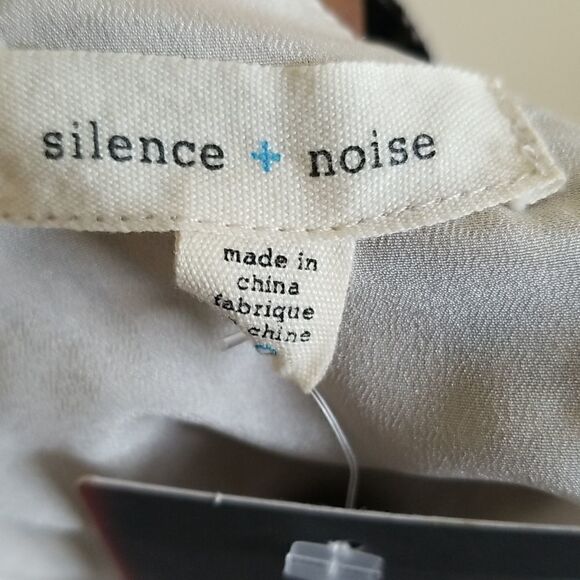 silence + noise
made in
china
fabrique
chine